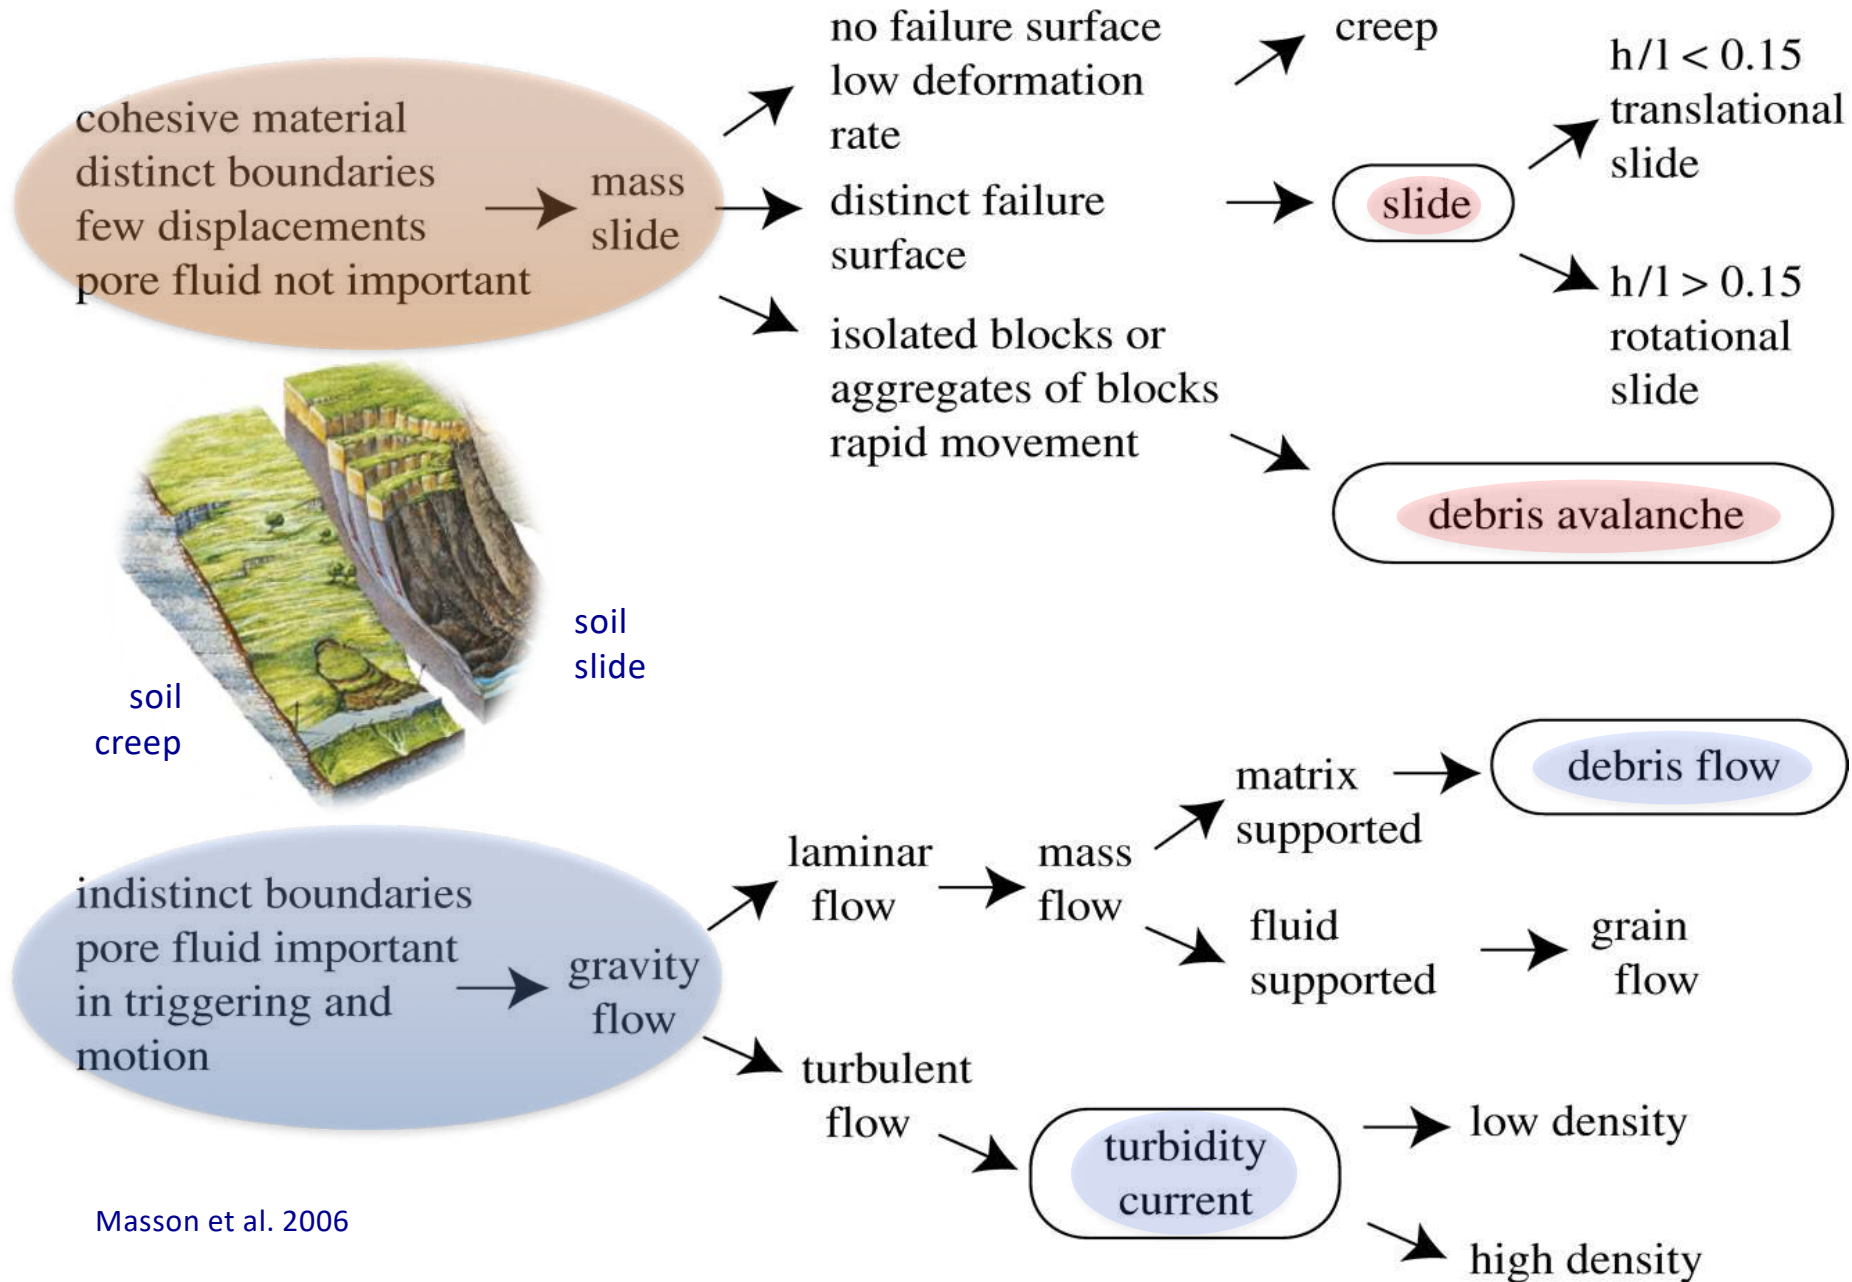 cohesive material
distinct boundaries
few displacements
pore fluid not important
mass
slide
no failure surface
low deformation
rate
creep
distinct failure
surface
slide
h/l < 0.15
translational
slide
h/l > 0.15
rotational
slide
isolated blocks or
aggregates of blocks
rapid movement
debris avalanche
soil
slide
soil
creep
indistinct boundaries
pore fluid important
in triggering and
motion
gravity
flow
laminar
flow
mass
flow
matrix
supported
debris flow
fluid
supported
grain
flow
turbulent
flow
turbidity
current
low density
high density
Masson et al. 2006